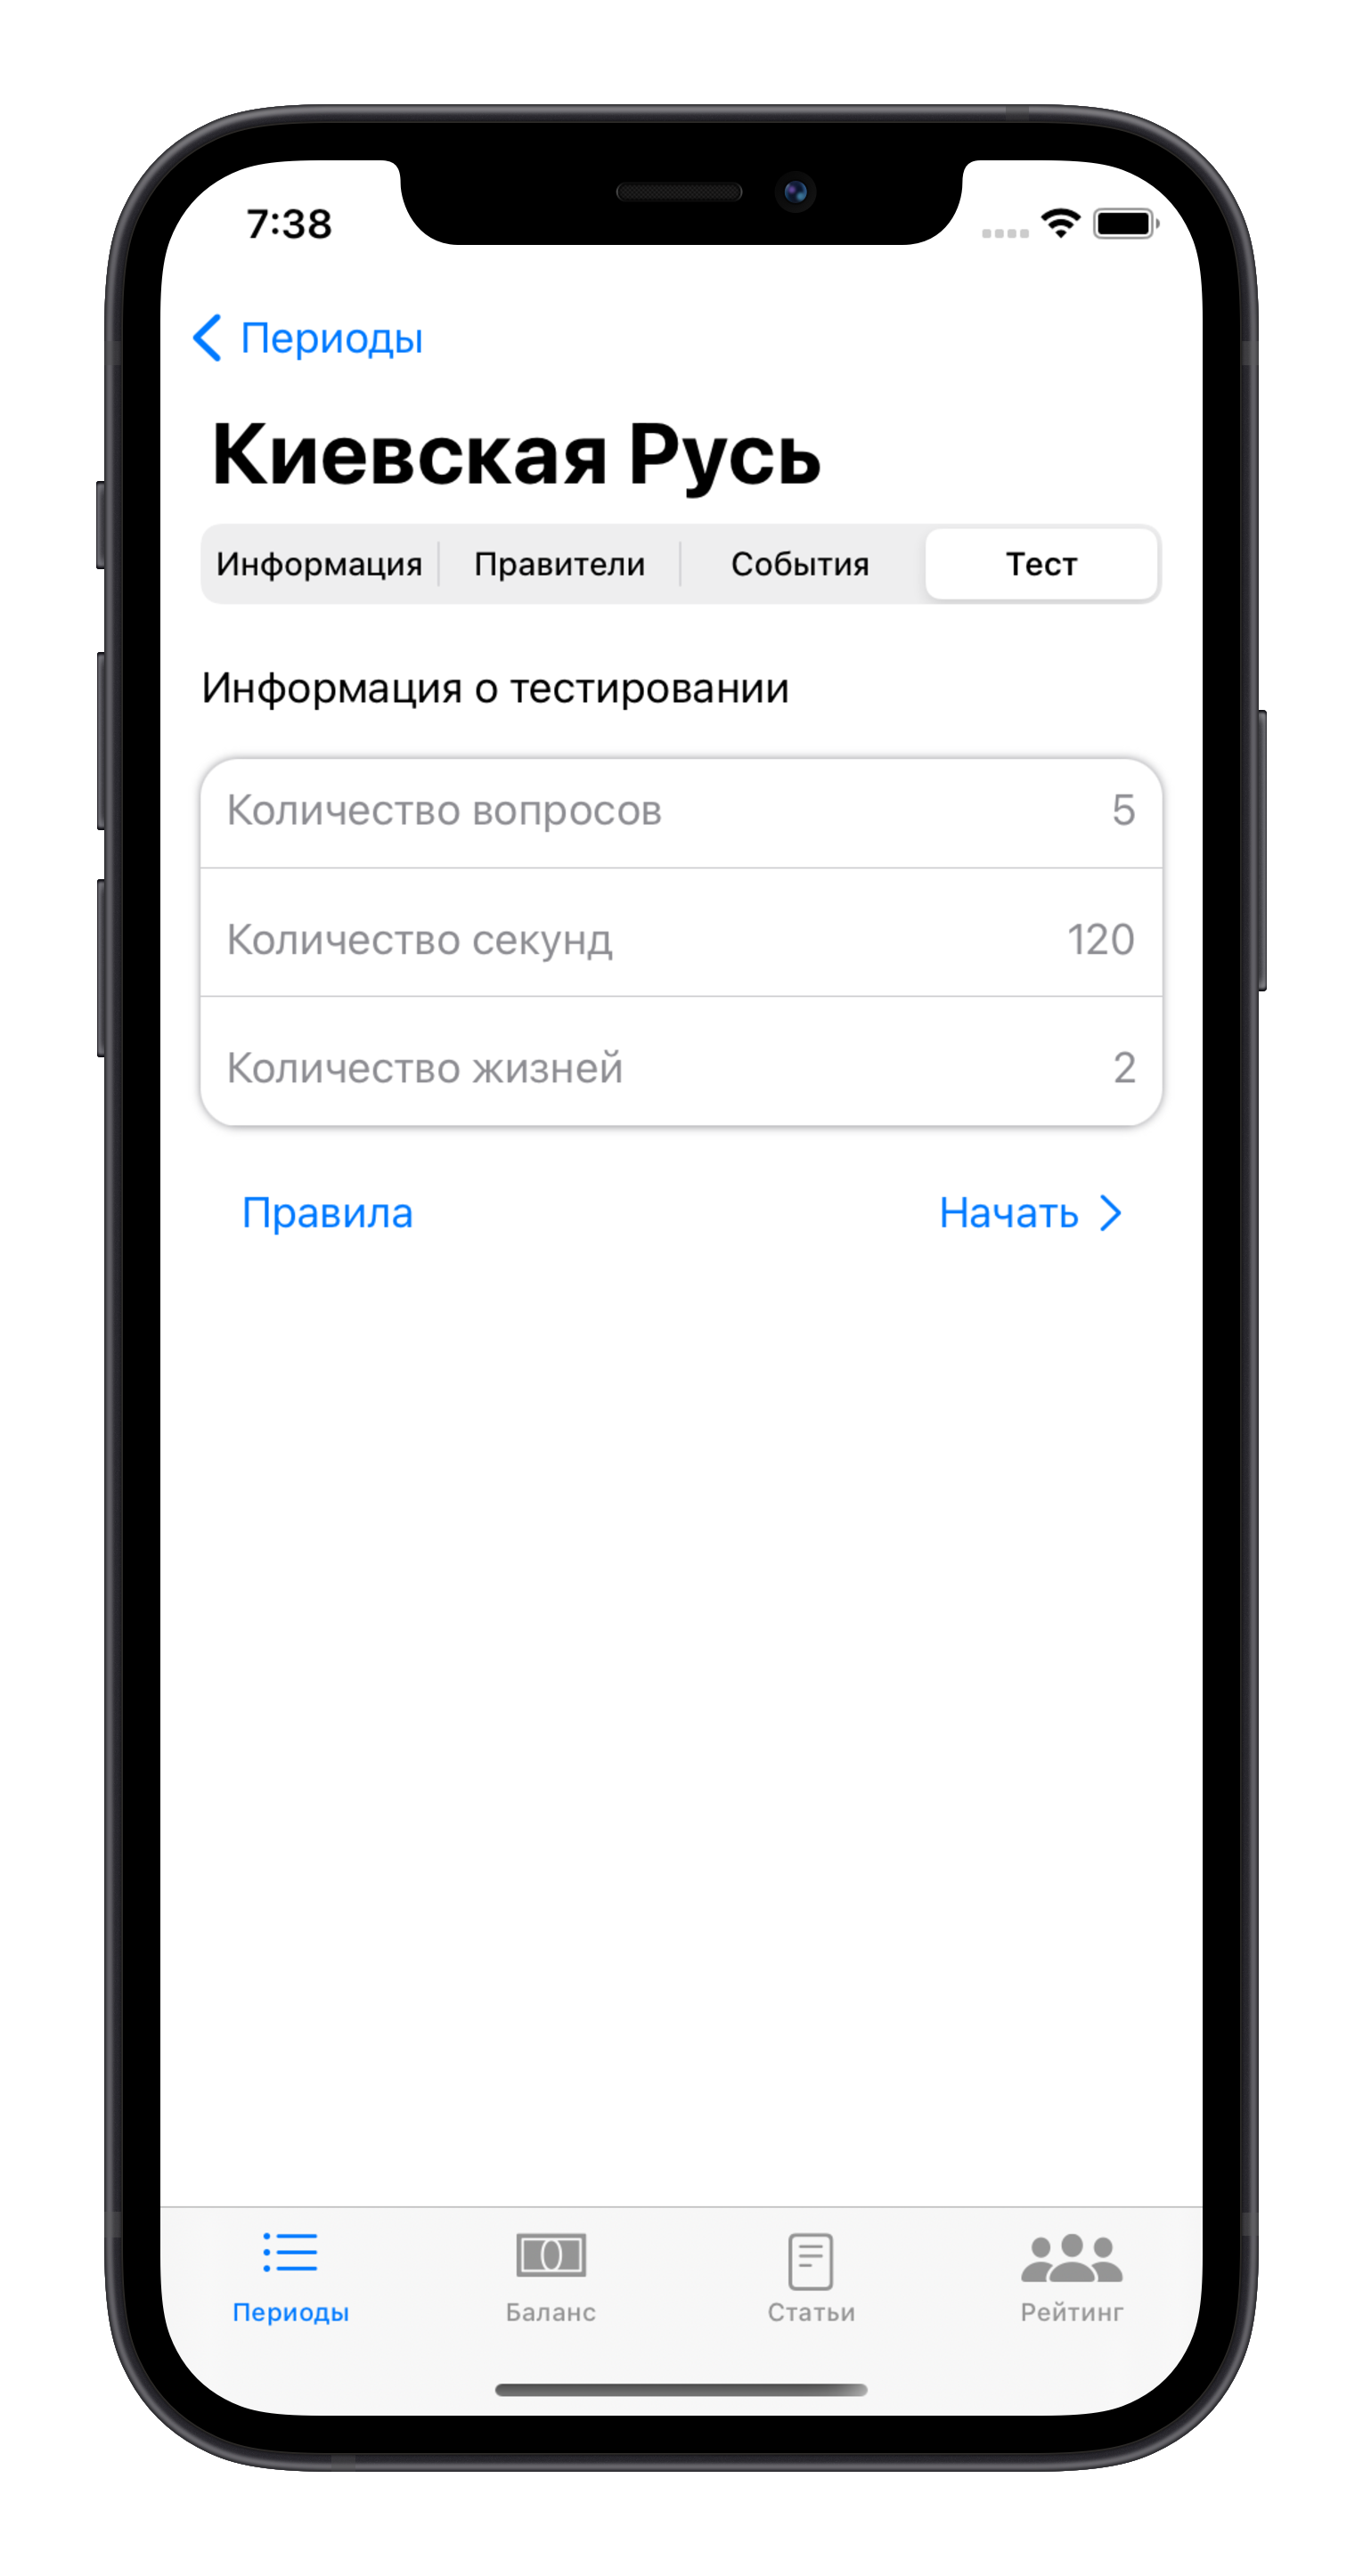 7:38
Периоды
Киевская Русь
Информация Правители События Тест
Информация о тестировании
Количество вопросов 5
Количество секунд 120
Количество жизней 2
Правила Начать
Периоды Баланс Статьи Рейтинг